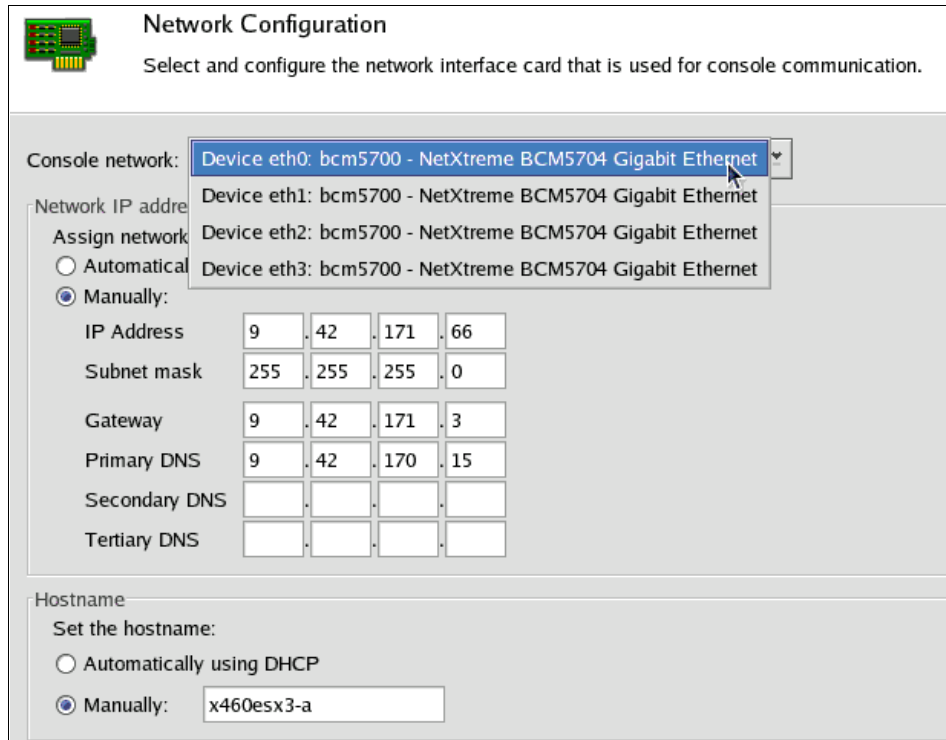 Network Configuration
Select and configure the network interface card that is used for console communication.
Console network: Device eth0: bcm5700 - NetXtreme BCM5704 Gigabit Ethernet
Device eth1: bcm5700 - NetXtreme BCM5704 Gigabit Ethernet
Network IP addre
Device eth2: bcm5700 - NetXtreme BCM5704 Gigabit Ethernet
Assign network
Device eth3: bcm5700 - NetXtreme BCM5704 Gigabit Ethernet
Automatical
Manually:
IP Address 9 . 42 . 171 . 66
Subnet mask 255 . 255 . 255 . 0
Gateway 9 . 42 . 171 . 3
Primary DNS 9 . 42 . 170 . 15
Secondary DNS . . .
Tertiary DNS . . .
Hostname
Set the hostname:
Automatically using DHCP
Manually: x460esx3-a